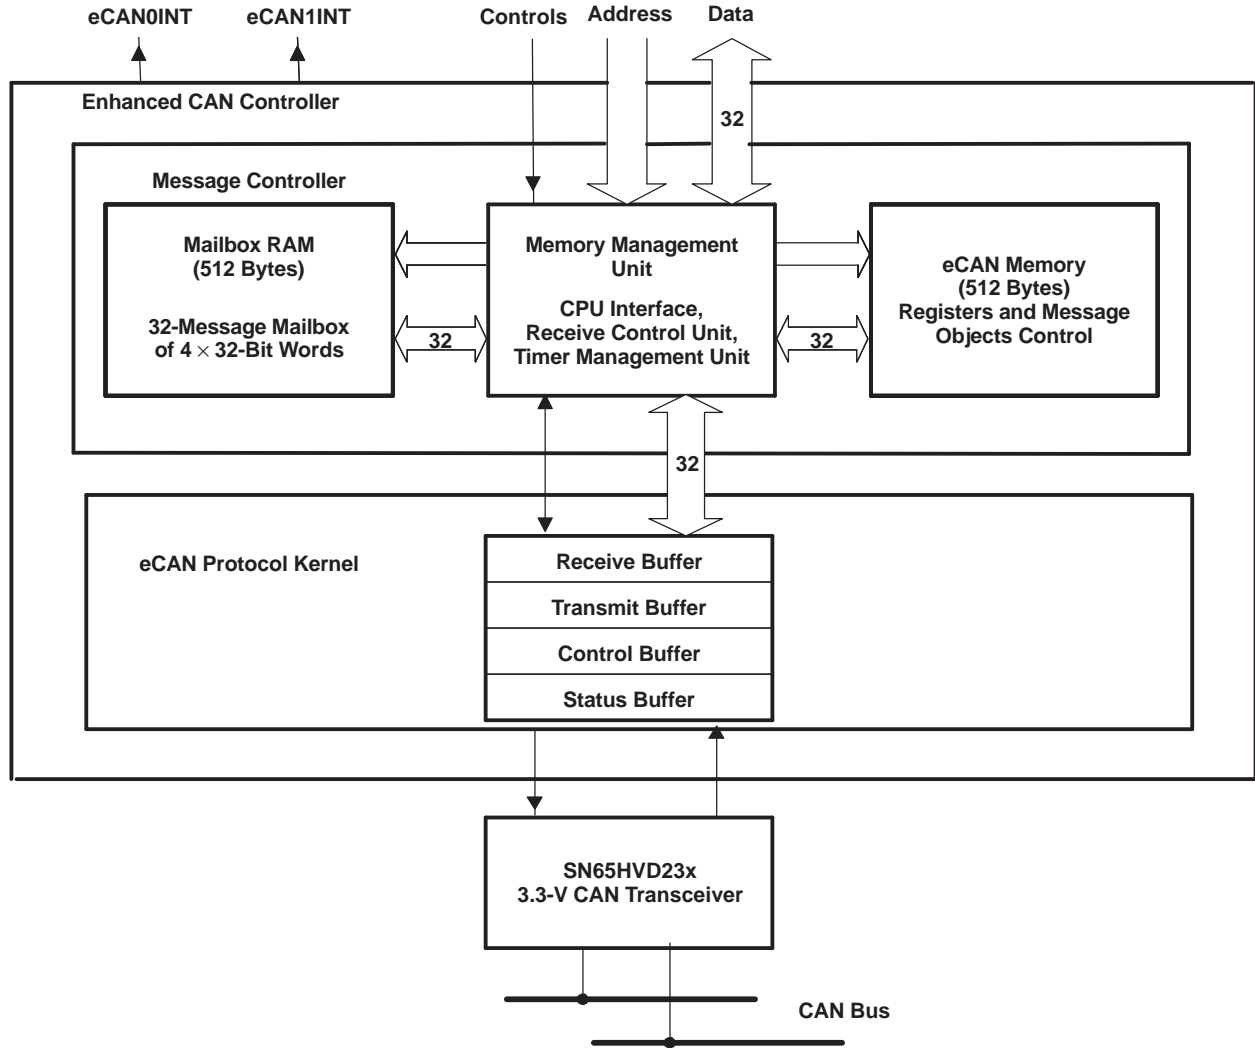 eCAN0INT
eCAN1INT
Controls
Address
Data
Enhanced CAN Controller
32
Message Controller
Mailbox RAM
(512 Bytes)
32-Message Mailbox
of 4 × 32-Bit Words
32
Memory Management
Unit
CPU Interface,
Receive Control Unit,
Timer Management Unit
32
eCAN Memory
(512 Bytes)
Registers and Message
Objects Control
32
eCAN Protocol Kernel
Receive Buffer
Transmit Buffer
Control Buffer
Status Buffer
SN65HVD23x
3.3-V CAN Transceiver
CAN Bus